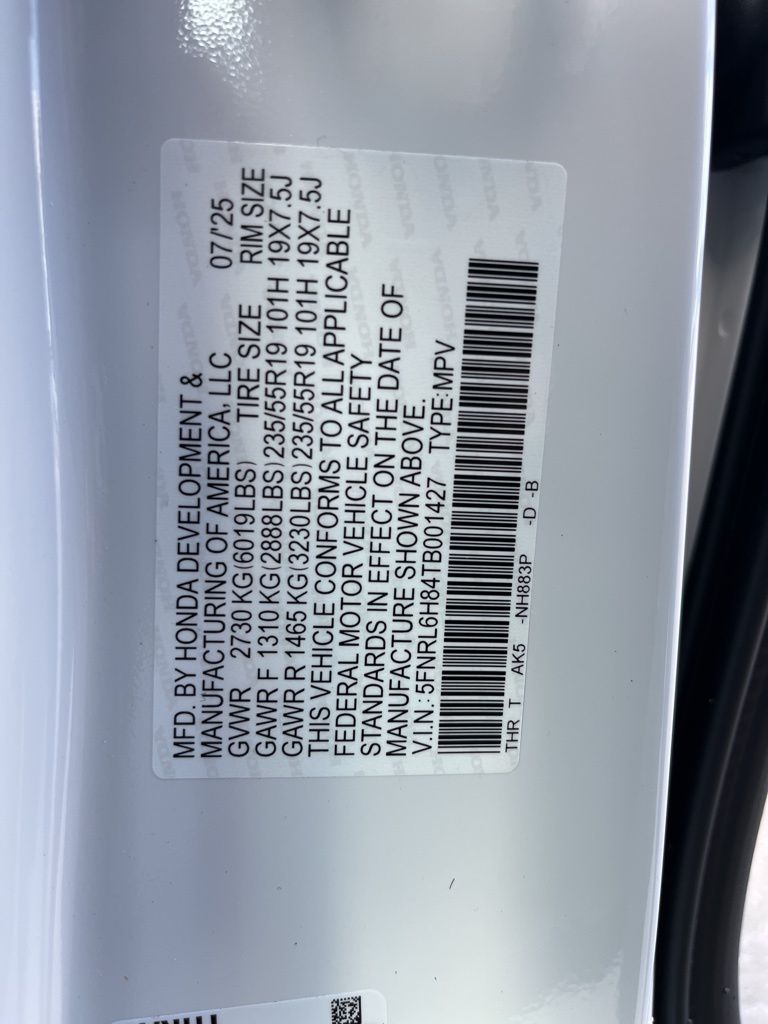 MFD. BY HONDA DEVELOPMENT &
MANUFACTURING OF AMERICA, LLC 07/'25
GVWR 2730 KG(6019LBS) TIRE SIZE RIM SIZE
GAWR F 1310 KG(2888LBS)235/55R19 101H 19X7.5J
GAWR R 1465 KG(3230LBS)235/55R19 101H 19X7.5J
THIS VEHICLE CONFORMS TO ALL APPLICABLE
FEDERAL MOTOR VEHICLE SAFETY
STANDARDS IN EFFECT ON THE DATE OF
MANUFACTURE SHOWN ABOVE.
V.I.N.: 5FNRL6H84TB001427 TYPE:MPV
THR T AK5 -NH883P -D -B